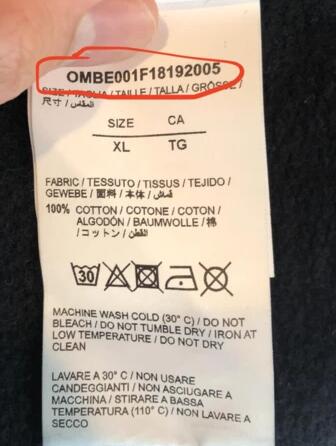 OMBE001F18192005
SIZE / TAGLIA / TAILLE / TALLA / GRÖSSE /
尺寸 / المقاس
SIZE CA
XL TG
FABRIC / TESSUTO / TISSUS / TEJIDO /
GEWEBE / 面料 / 本体 / قماش
100% COTTON / COTONE / COTON /
ALGODÓN / BAUMWOLLE / 棉
/ コットン / القطن
30
MACHINE WASH COLD (30° C) / DO NOT
BLEACH / DO NOT TUMBLE DRY / IRON AT
LOW TEMPERATURE / DO NOT DRY
CLEAN
LAVARE A 30° C / NON USARE
CANDEGGIANTI / NON ASCIUGARE A
MACCHINA / STIRARE A BASSA
TEMPERATURA (110° C) / NON LAVARE A
SECCO